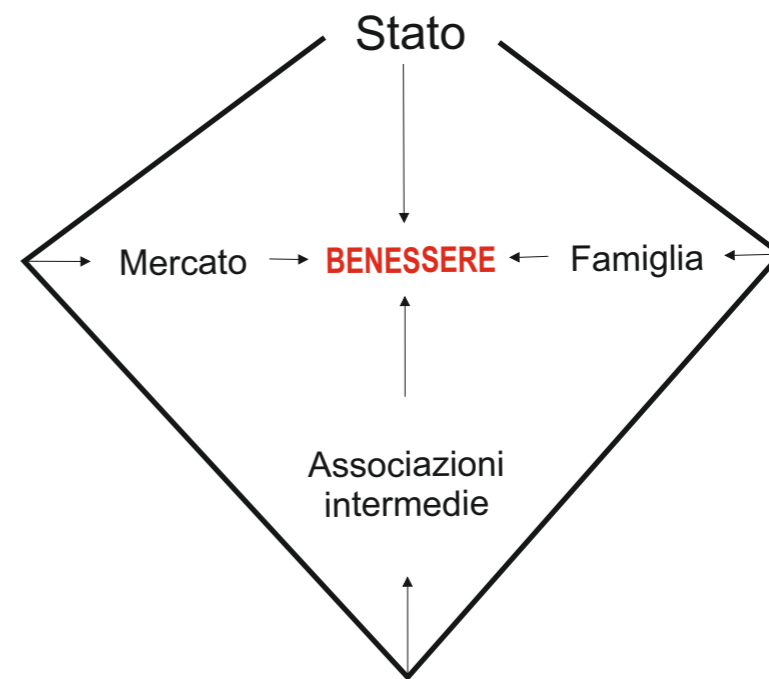 Stato
Mercato
BENESSERE
Famiglia
Associazioni
intermedie